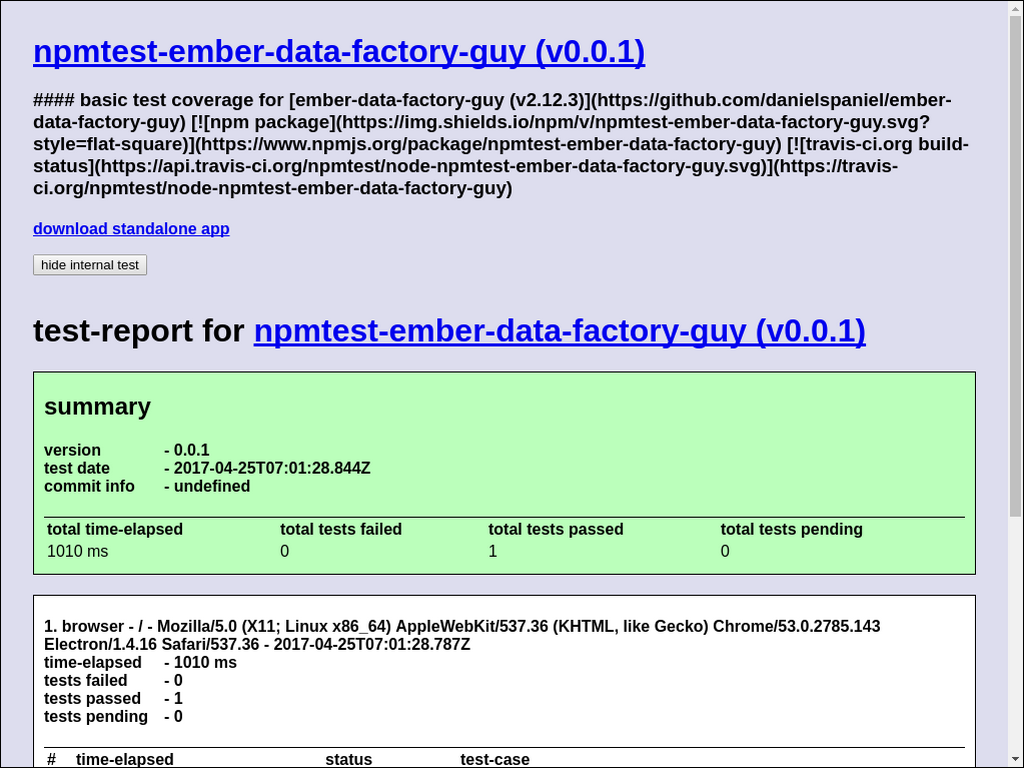 npmtest-ember-data-factory-guy (v0.0.1)
#### basic test coverage for [ember-data-factory-guy (v2.12.3)](https://github.com/danielspaniel/ember-
data-factory-guy) [![npm package](https://img.shields.io/npm/v/npmtest-ember-data-factory-guy.svg?
style=flat-square)](https://www.npmjs.org/package/npmtest-ember-data-factory-guy) [![travis-ci.org build-
status](https://api.travis-ci.org/npmtest/node-npmtest-ember-data-factory-guy.svg)](https://travis-
ci.org/npmtest/node-npmtest-ember-data-factory-guy)
download standalone app
hide internal test
test-report for npmtest-ember-data-factory-guy (v0.0.1)
summary
version - 0.0.1
test date - 2017-04-25T07:01:28.844Z
commit info - undefined
total time-elapsed total tests failed total tests passed total tests pending
1010 ms 0 1 0
1. browser - / - Mozilla/5.0 (X11; Linux x86_64) AppleWebKit/537.36 (KHTML, like Gecko) Chrome/53.0.2785.143
Electron/1.4.16 Safari/537.36 - 2017-04-25T07:01:28.787Z
time-elapsed - 1010 ms
tests failed - 0
tests passed - 1
tests pending - 0
# time-elapsed status test-case